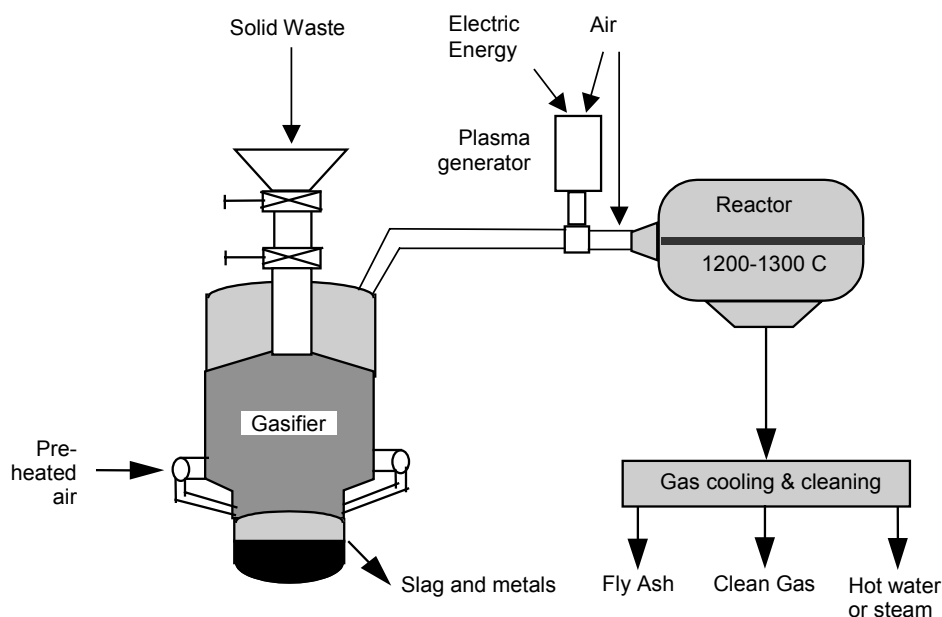 Solid Waste
Electric
Energy
Air
Plasma
generator
Reactor
1200-1300 C
Gasifier
Pre-
heated
air
Gas cooling & cleaning
Slag and metals
Fly Ash
Clean Gas
Hot water
or steam